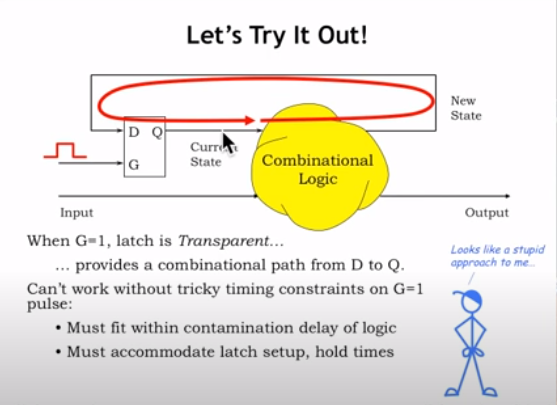 Let's Try It Out!
New
State
D Q
G
State
Combinational
Logic
Input
Output
When G=1, latch is Transparent...
... provides a combinational path from D to Q.
Can't work without tricky timing constraints on G=1
pulse:
• Must fit within contamination delay of logic
• Must accommodate latch setup, hold times
Looks like a stupid
approach to me...